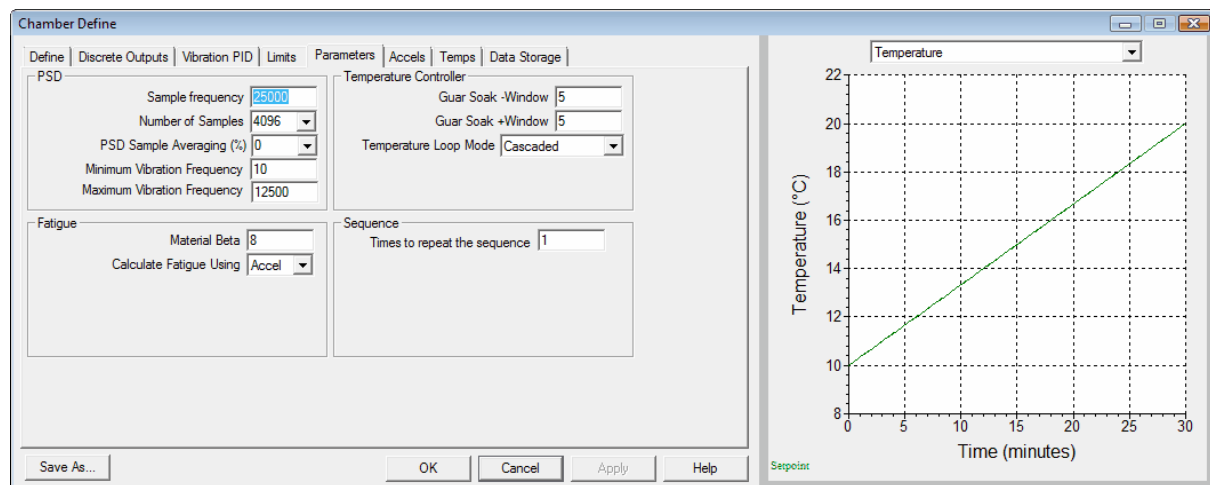 Chamber Define
Define Discrete Outputs Vibration PID Limits Parameters Accels Temps Data Storage
PSD
Sample frequency 25000
Number of Samples 4096
PSD Sample Averaging (%) 0
Minimum Vibration Frequency 10
Maximum Vibration Frequency 12500
Temperature Controller
Guar Soak -Window 5
Guar Soak +Window 5
Temperature Loop Mode Cascaded
Fatigue
Material Beta 8
Calculate Fatigue Using Accel
Sequence
Times to repeat the sequence 1
Save As... OK Cancel Apply Help
Temperature
Temperature (°C)
22
20
18
16
14
12
10
8
0 5 10 15 20 25 30
Time (minutes)
Setpoint